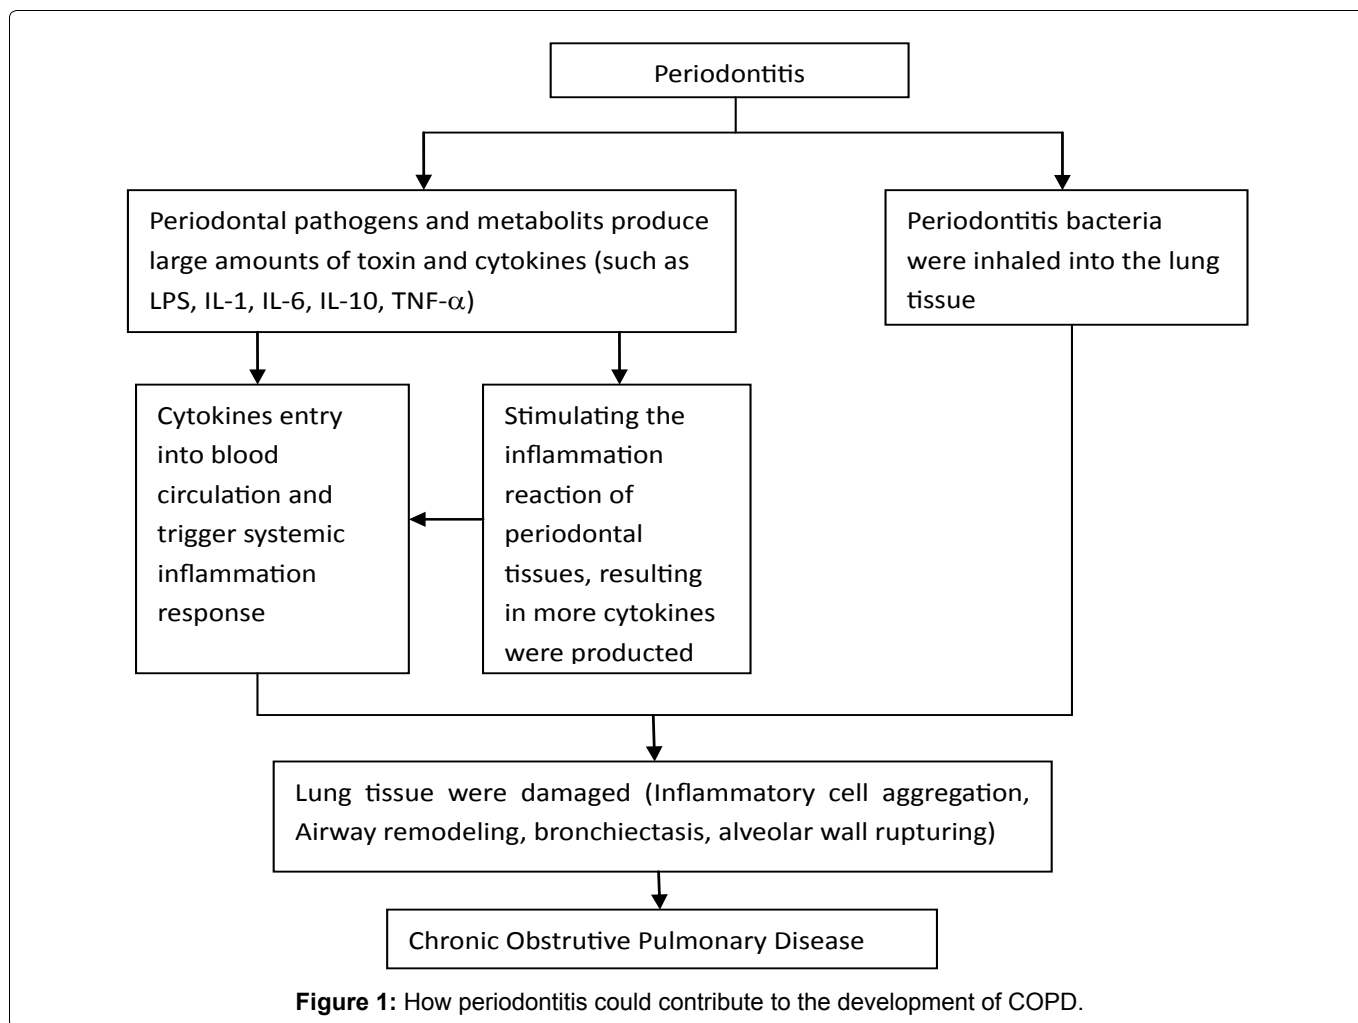 Periodontitis
Periodontal pathogens and metabolits produce
large amounts of toxin and cytokines (such as
LPS, IL-1, IL-6, IL-10, TNF-α)
Periodontitis bacteria
were inhaled into the lung
tissue
Cytokines entry
into blood
circulation and
trigger systemic
inflammation
response
Stimulating the
inflammation
reaction of
periodontal
tissues, resulting
in more cytokines
were producted
Lung tissue were damaged (Inflammatory cell aggregation,
Airway remodeling, bronchiectasis, alveolar wall rupturing)
Chronic Obstrutive Pulmonary Disease
Figure 1: How periodontitis could contribute to the development of COPD.